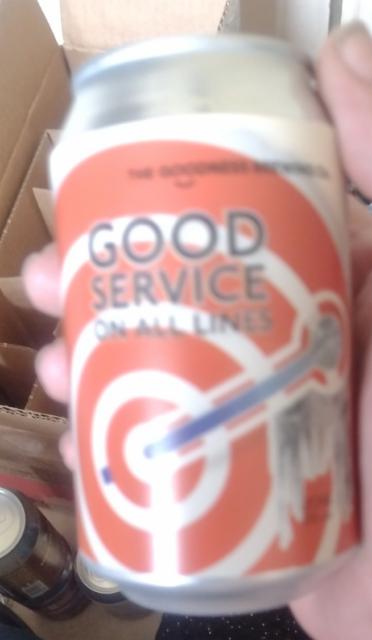 THE GOODNESS BREWING Co.
GOOD
SERVICE
ON ALL LINES